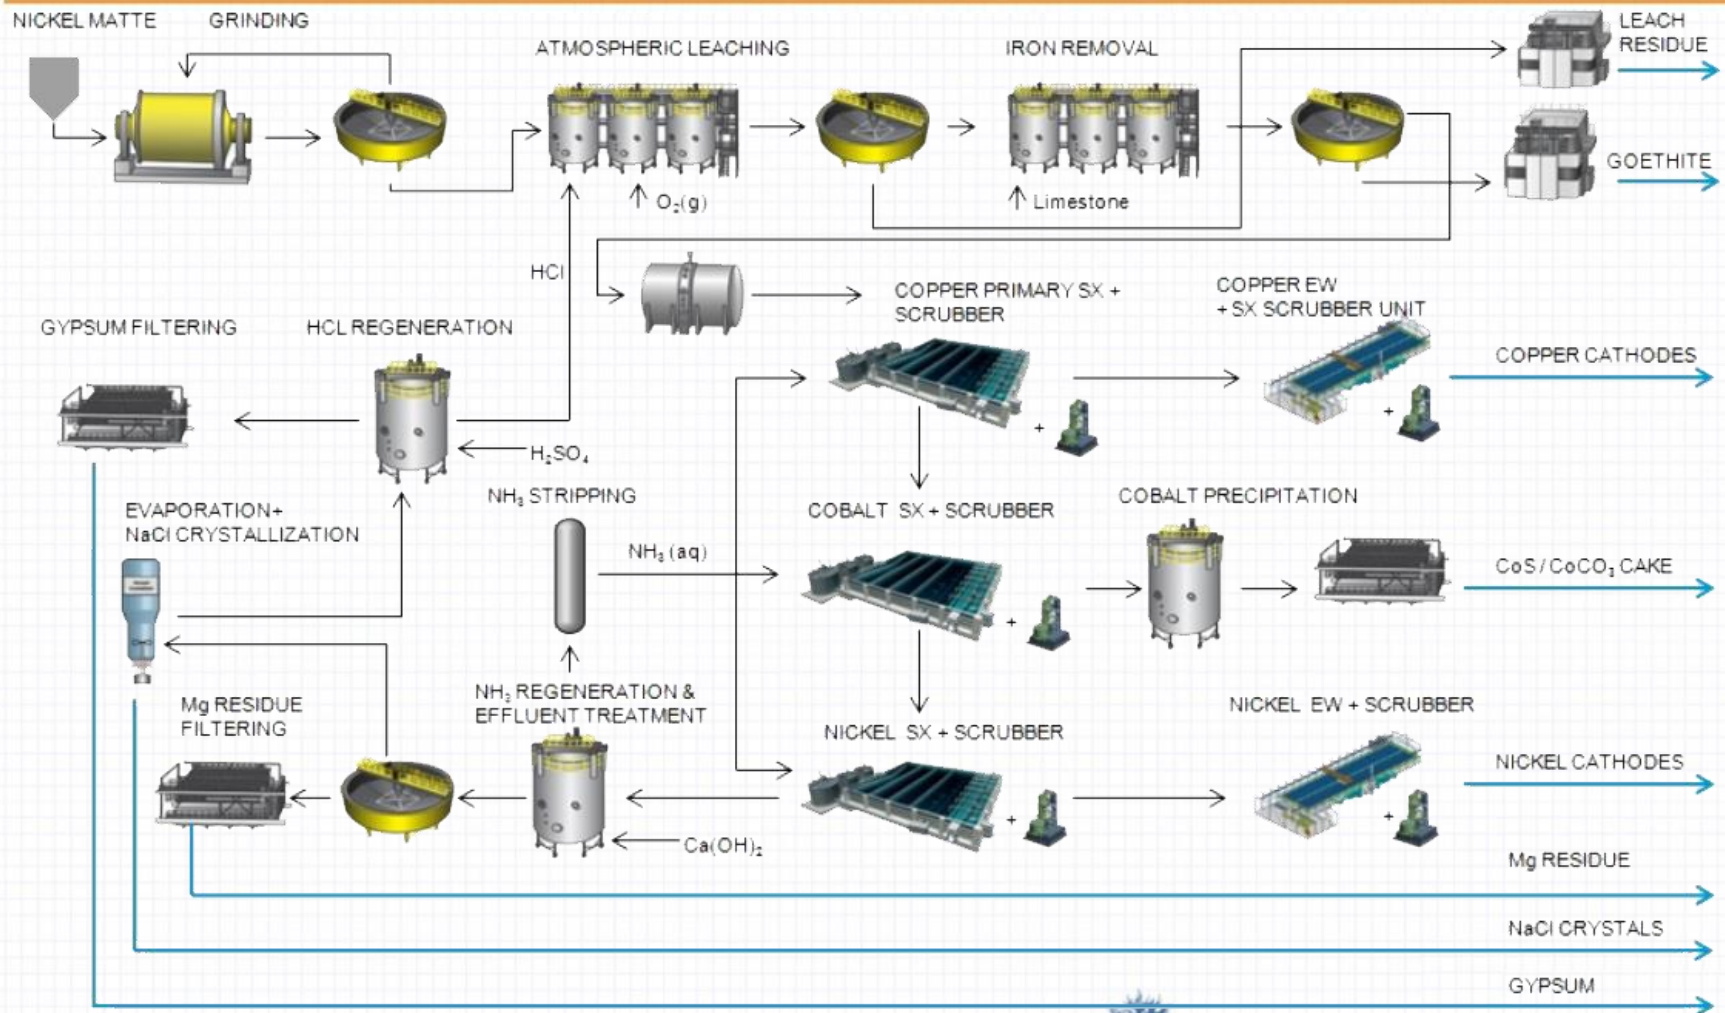 NICKEL MATTE
GRINDING
ATMOSPHERIC LEACHING
IRON REMOVAL
LEACH
RESIDUE
GOETHITE
O₂(g)
Limestone
HCl
COPPER PRIMARY SX +
SCRUBBER
COPPER EW
+ SX SCRUBBER UNIT
COPPER CATHODES
GYPSUM FILTERING
HCL REGENERATION
+
+
H₂SO₄
NH₃ STRIPPING
EVAPORATION+
NaCl CRYSTALLIZATION
COBALT SX + SCRUBBER
COBALT PRECIPITATION
NH₃ (aq)
CoS / CoCO₃ CAKE
+
Mg RESIDUE
FILTERING
NH₃ REGENERATION &
EFFLUENT TREATMENT
NICKEL SX + SCRUBBER
NICKEL EW + SCRUBBER
NICKEL CATHODES
+
+
Ca(OH)₂
Mg RESIDUE
NaCl CRYSTALS
GYPSUM